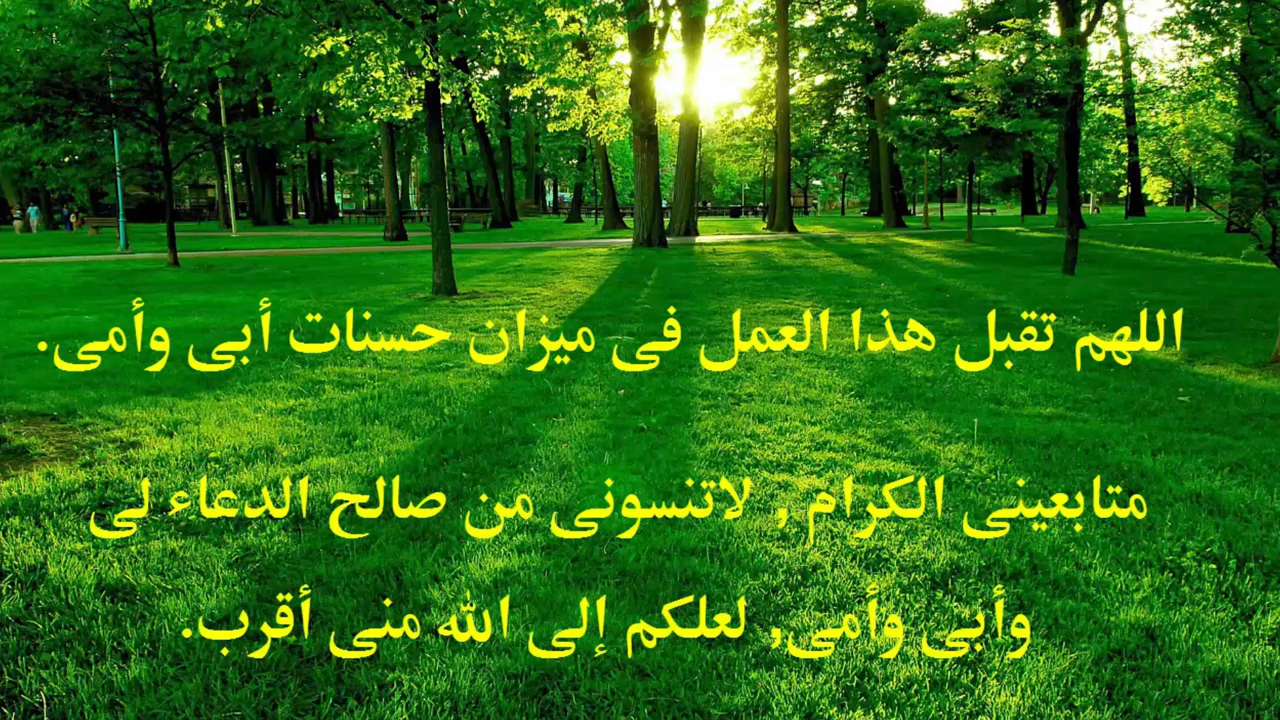 اللهم تقبل هذا العمل فى ميزان حسنات أبى وأمى.
متابعينى الكرام , لاتنسونى من صالح الدعاء لى
وأبى وأمى, لعلكم إلى الله منى أقرب.